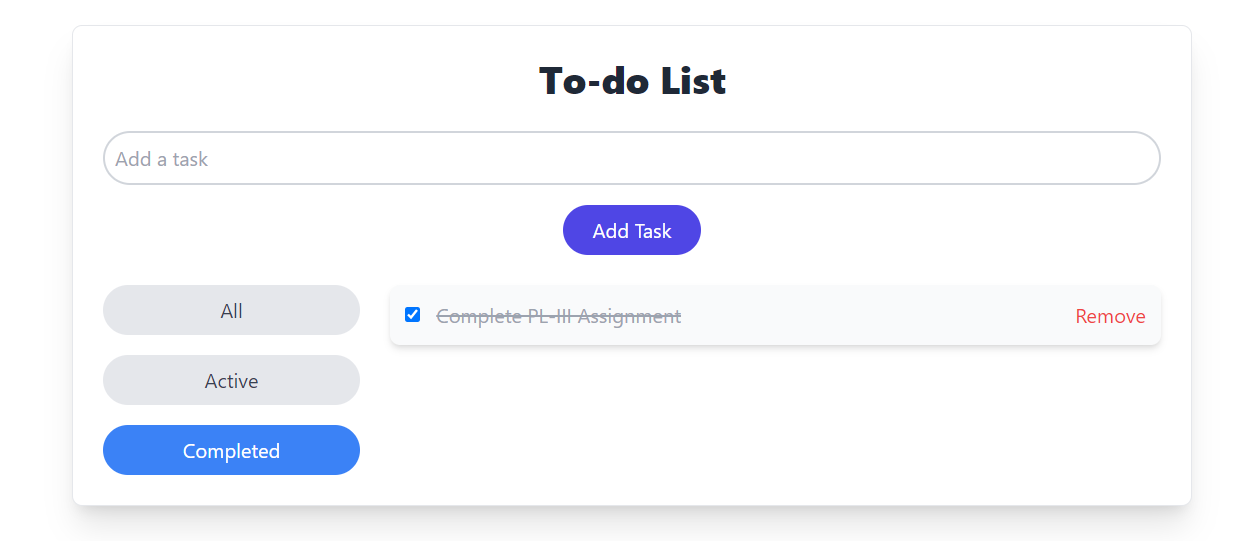 To-do List
Add a task
Add Task
All
Active
Completed
Complete PL-III Assignment
Remove